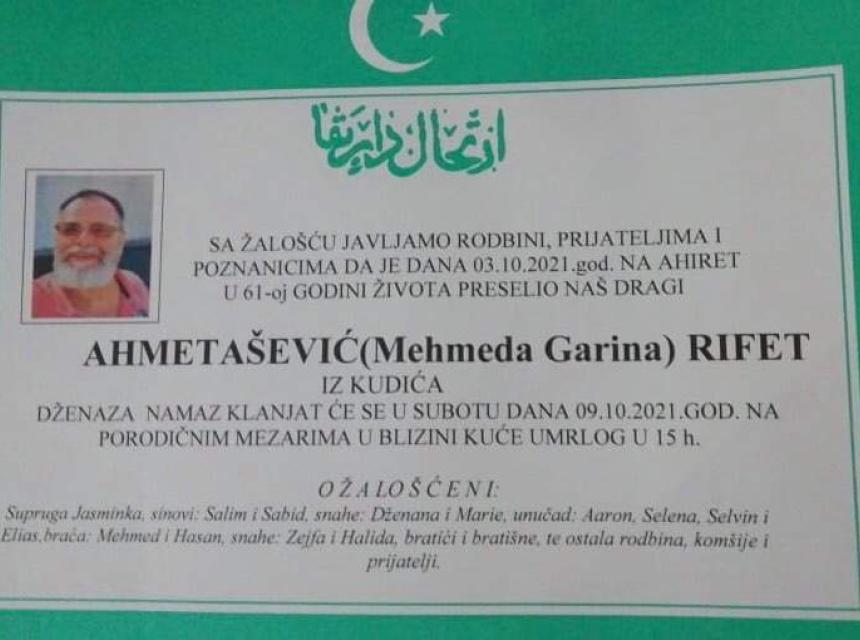 ارتحال دار بقا
SA ŽALOŠĆU JAVLJAMO RODBINI, PRIJATELJIMA I
POZNANICIMA DA JE DANA 03.10.2021.god. NA AHIRET
U 61-oj GODINI ŽIVOTA PRESELIO NAŠ DRAGI
AHMETAŠEVIĆ(Mehmeda Garina) RIFET
IZ KUDIĆA
DŽENAZA NAMAZ KLANJAT ĆE SE U SUBOTU DANA 09.10.2021.GOD. NA
PORODIČNIM MEZARIMA U BLIZINI KUĆE UMRLOG U 15 h.
OŽALOŠĆENI:
Supruga Jasminka, sinovi: Salim i Sabid, snahe: Dženana i Marie, unučad: Aaron, Selena, Selvin i
Elias,braća: Mehmed i Hasan, snahe: Zejfa i Halida, bratići i bratišne, te ostala rodbina, komšije i
prijatelji.